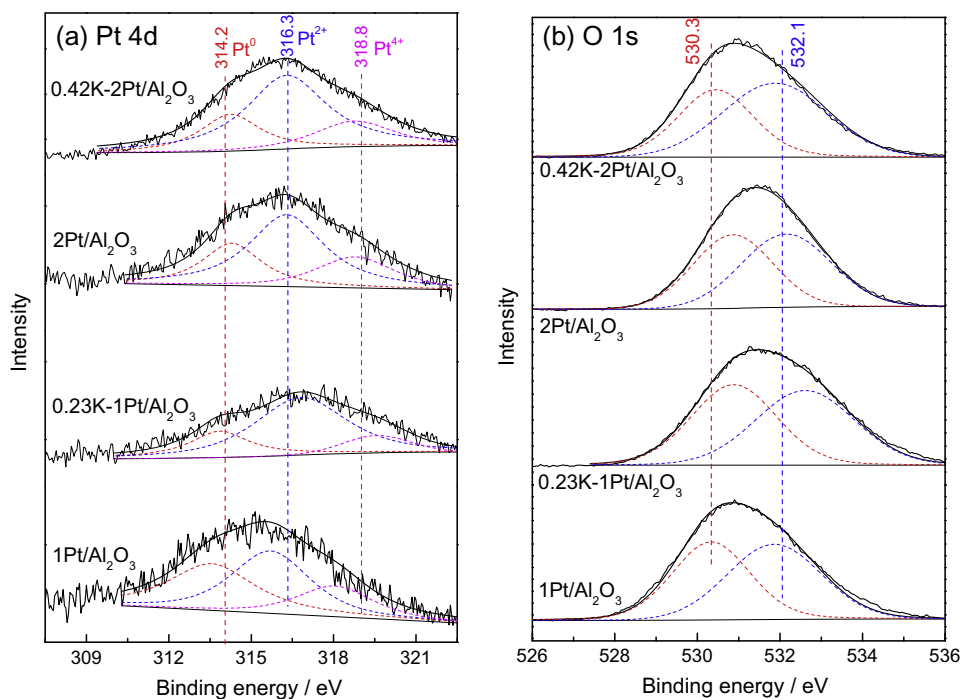 (a) Pt 4d
314.2 Pt⁰
316.3 Pt²⁺
318.8 Pt⁴⁺
0.42K-2Pt/Al₂O₃
2Pt/Al₂O₃
0.23K-1Pt/Al₂O₃
1Pt/Al₂O₃
Intensity
309 312 315 318 321
Binding energy / eV
(b) O 1s
530.3
532.1
0.42K-2Pt/Al₂O₃
2Pt/Al₂O₃
0.23K-1Pt/Al₂O₃
1Pt/Al₂O₃
Intensity
526 528 530 532 534 536
Binding energy / eV